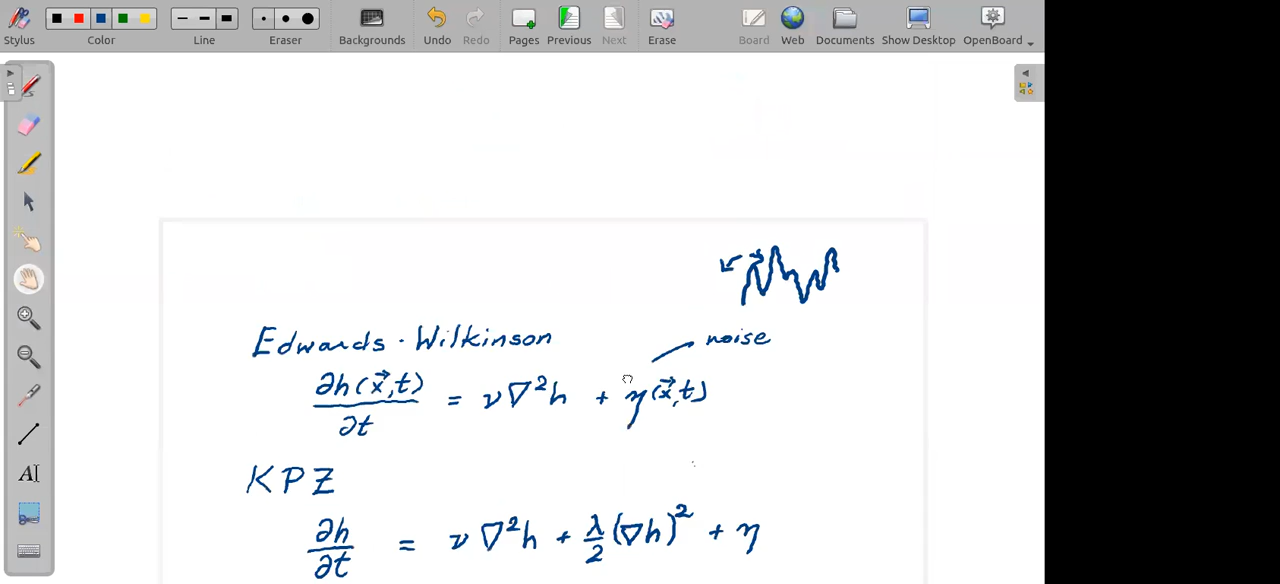 Stylus Color Line Eraser Backgrounds Undo Redo Pages Previous Next Erase Board Web Documents Show Desktop OpenBoard
Edwards-Wilkinson
noise
∂h(x⃗,t)/∂t = ν∇²h + η(x⃗,t)
KPZ
∂h/∂t = ν∇²h + λ/2 (∇h)² + η